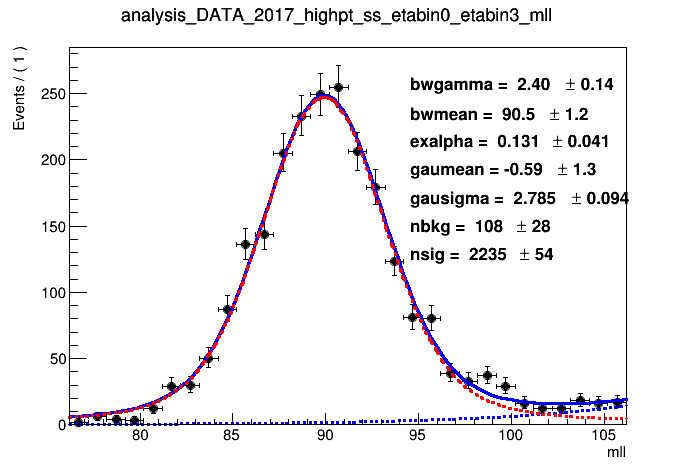 analysis_DATA_2017_highpt_ss_etabin0_etabin3_mll
Events / ( 1 )
250
200
150
100
50
0
bwgamma = 2.40 ± 0.14
bwmean = 90.5 ± 1.2
exalpha = 0.131 ± 0.041
gaumean = -0.59 ± 1.3
gausigma = 2.785 ± 0.094
nbkg = 108 ± 28
nsig = 2235 ± 54
80 85 90 95 100 105
mll